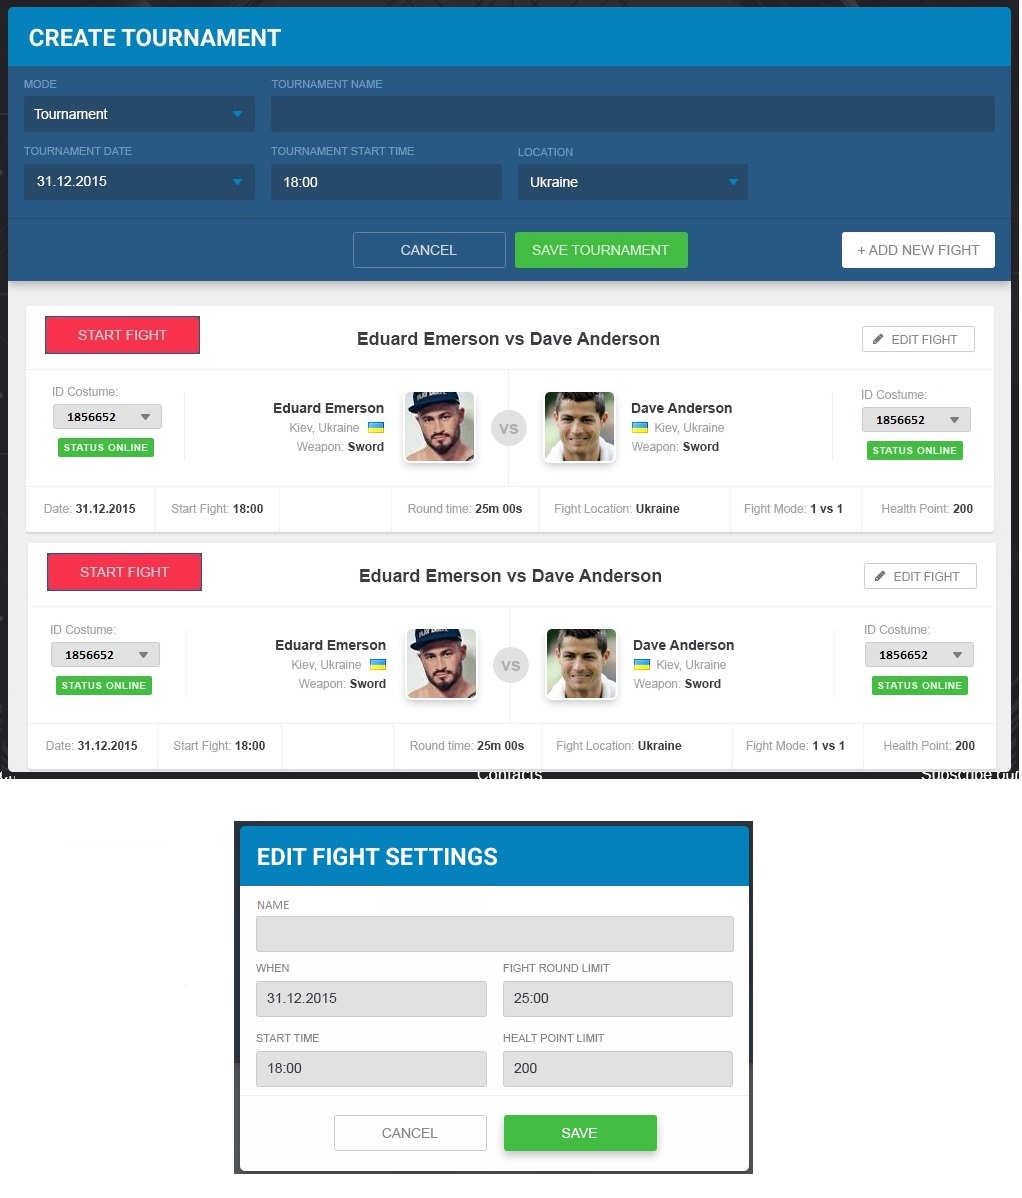 CREATE TOURNAMENT
MODE
TOURNAMENT NAME
Tournament
TOURNAMENT DATE
TOURNAMENT START TIME
LOCATION
31.12.2015
18:00
Ukraine
CANCEL
SAVE TOURNAMENT
+ ADD NEW FIGHT
START FIGHT
Eduard Emerson vs Dave Anderson
EDIT FIGHT
ID Costume:
1856652
STATUS ONLINE
Eduard Emerson
Kiev, Ukraine
Weapon: Sword
PLAY DIRTY
VS
Dave Anderson
Kiev, Ukraine
Weapon: Sword
ID Costume:
1856652
STATUS ONLINE
Date: 31.12.2015
Start Fight: 18:00
Round time: 25m 00s
Fight Location: Ukraine
Fight Mode: 1 vs 1
Health Point: 200
START FIGHT
Eduard Emerson vs Dave Anderson
EDIT FIGHT
ID Costume:
1856652
STATUS ONLINE
Eduard Emerson
Kiev, Ukraine
Weapon: Sword
VS
Dave Anderson
Kiev, Ukraine
Weapon: Sword
ID Costume:
1856652
STATUS ONLINE
Date: 31.12.2015
Start Fight: 18:00
Round time: 25m 00s
Fight Location: Ukraine
Fight Mode: 1 vs 1
Health Point: 200
Contacts
Subscribe our
EDIT FIGHT SETTINGS
NAME
WHEN
FIGHT ROUND LIMIT
31.12.2015
25:00
START TIME
HEALT POINT LIMIT
18:00
200
CANCEL
SAVE